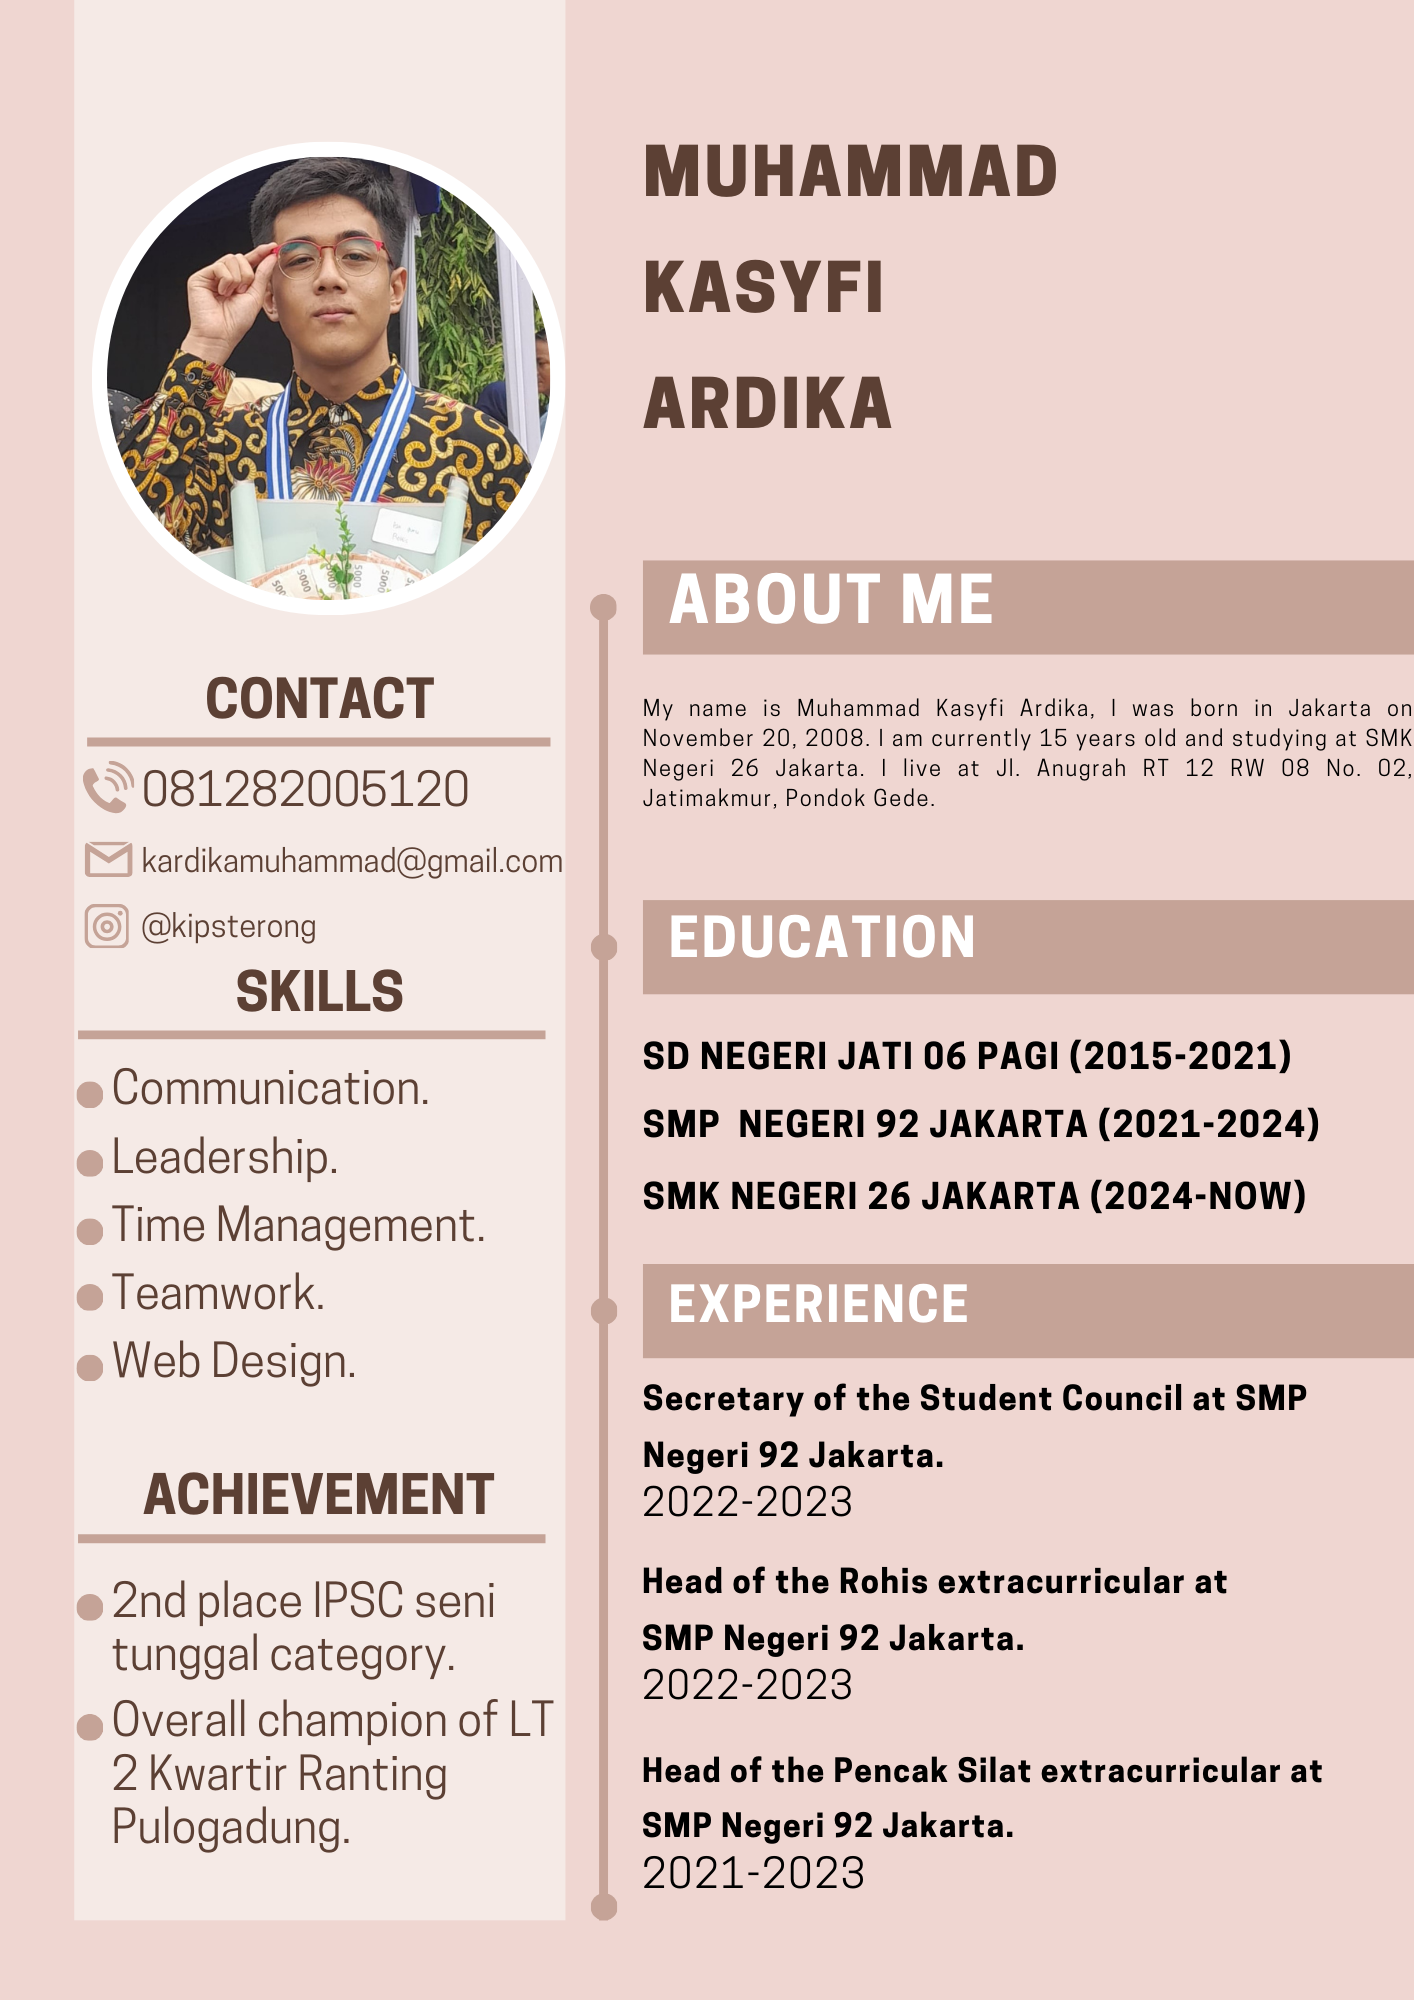 MUHAMMAD
KASYFI
ARDIKA
CONTACT
081282005120
kardikamuhammad@gmail.com
@kipsterong
SKILLS
Communication.
Leadership.
Time Management.
Teamwork.
Web Design.
ACHIEVEMENT
2nd place IPSC seni
tunggal category.
Overall champion of LT
2 Kwartir Ranting
Pulogadung.
ABOUT ME
My name is Muhammad Kasyfi Ardika, I was born in Jakarta on
November 20, 2008. I am currently 15 years old and studying at SMK
Negeri 26 Jakarta. I live at Jl. Anugrah RT 12 RW 08 No. 02,
Jatimakmur, Pondok Gede.
EDUCATION
SD NEGERI JATI 06 PAGI (2015-2021)
SMP NEGERI 92 JAKARTA (2021-2024)
SMK NEGERI 26 JAKARTA (2024-NOW)
EXPERIENCE
Secretary of the Student Council at SMP
Negeri 92 Jakarta.
2022-2023
Head of the Rohis extracurricular at
SMP Negeri 92 Jakarta.
2022-2023
Head of the Pencak Silat extracurricular at
SMP Negeri 92 Jakarta.
2021-2023
5000
5000
5000